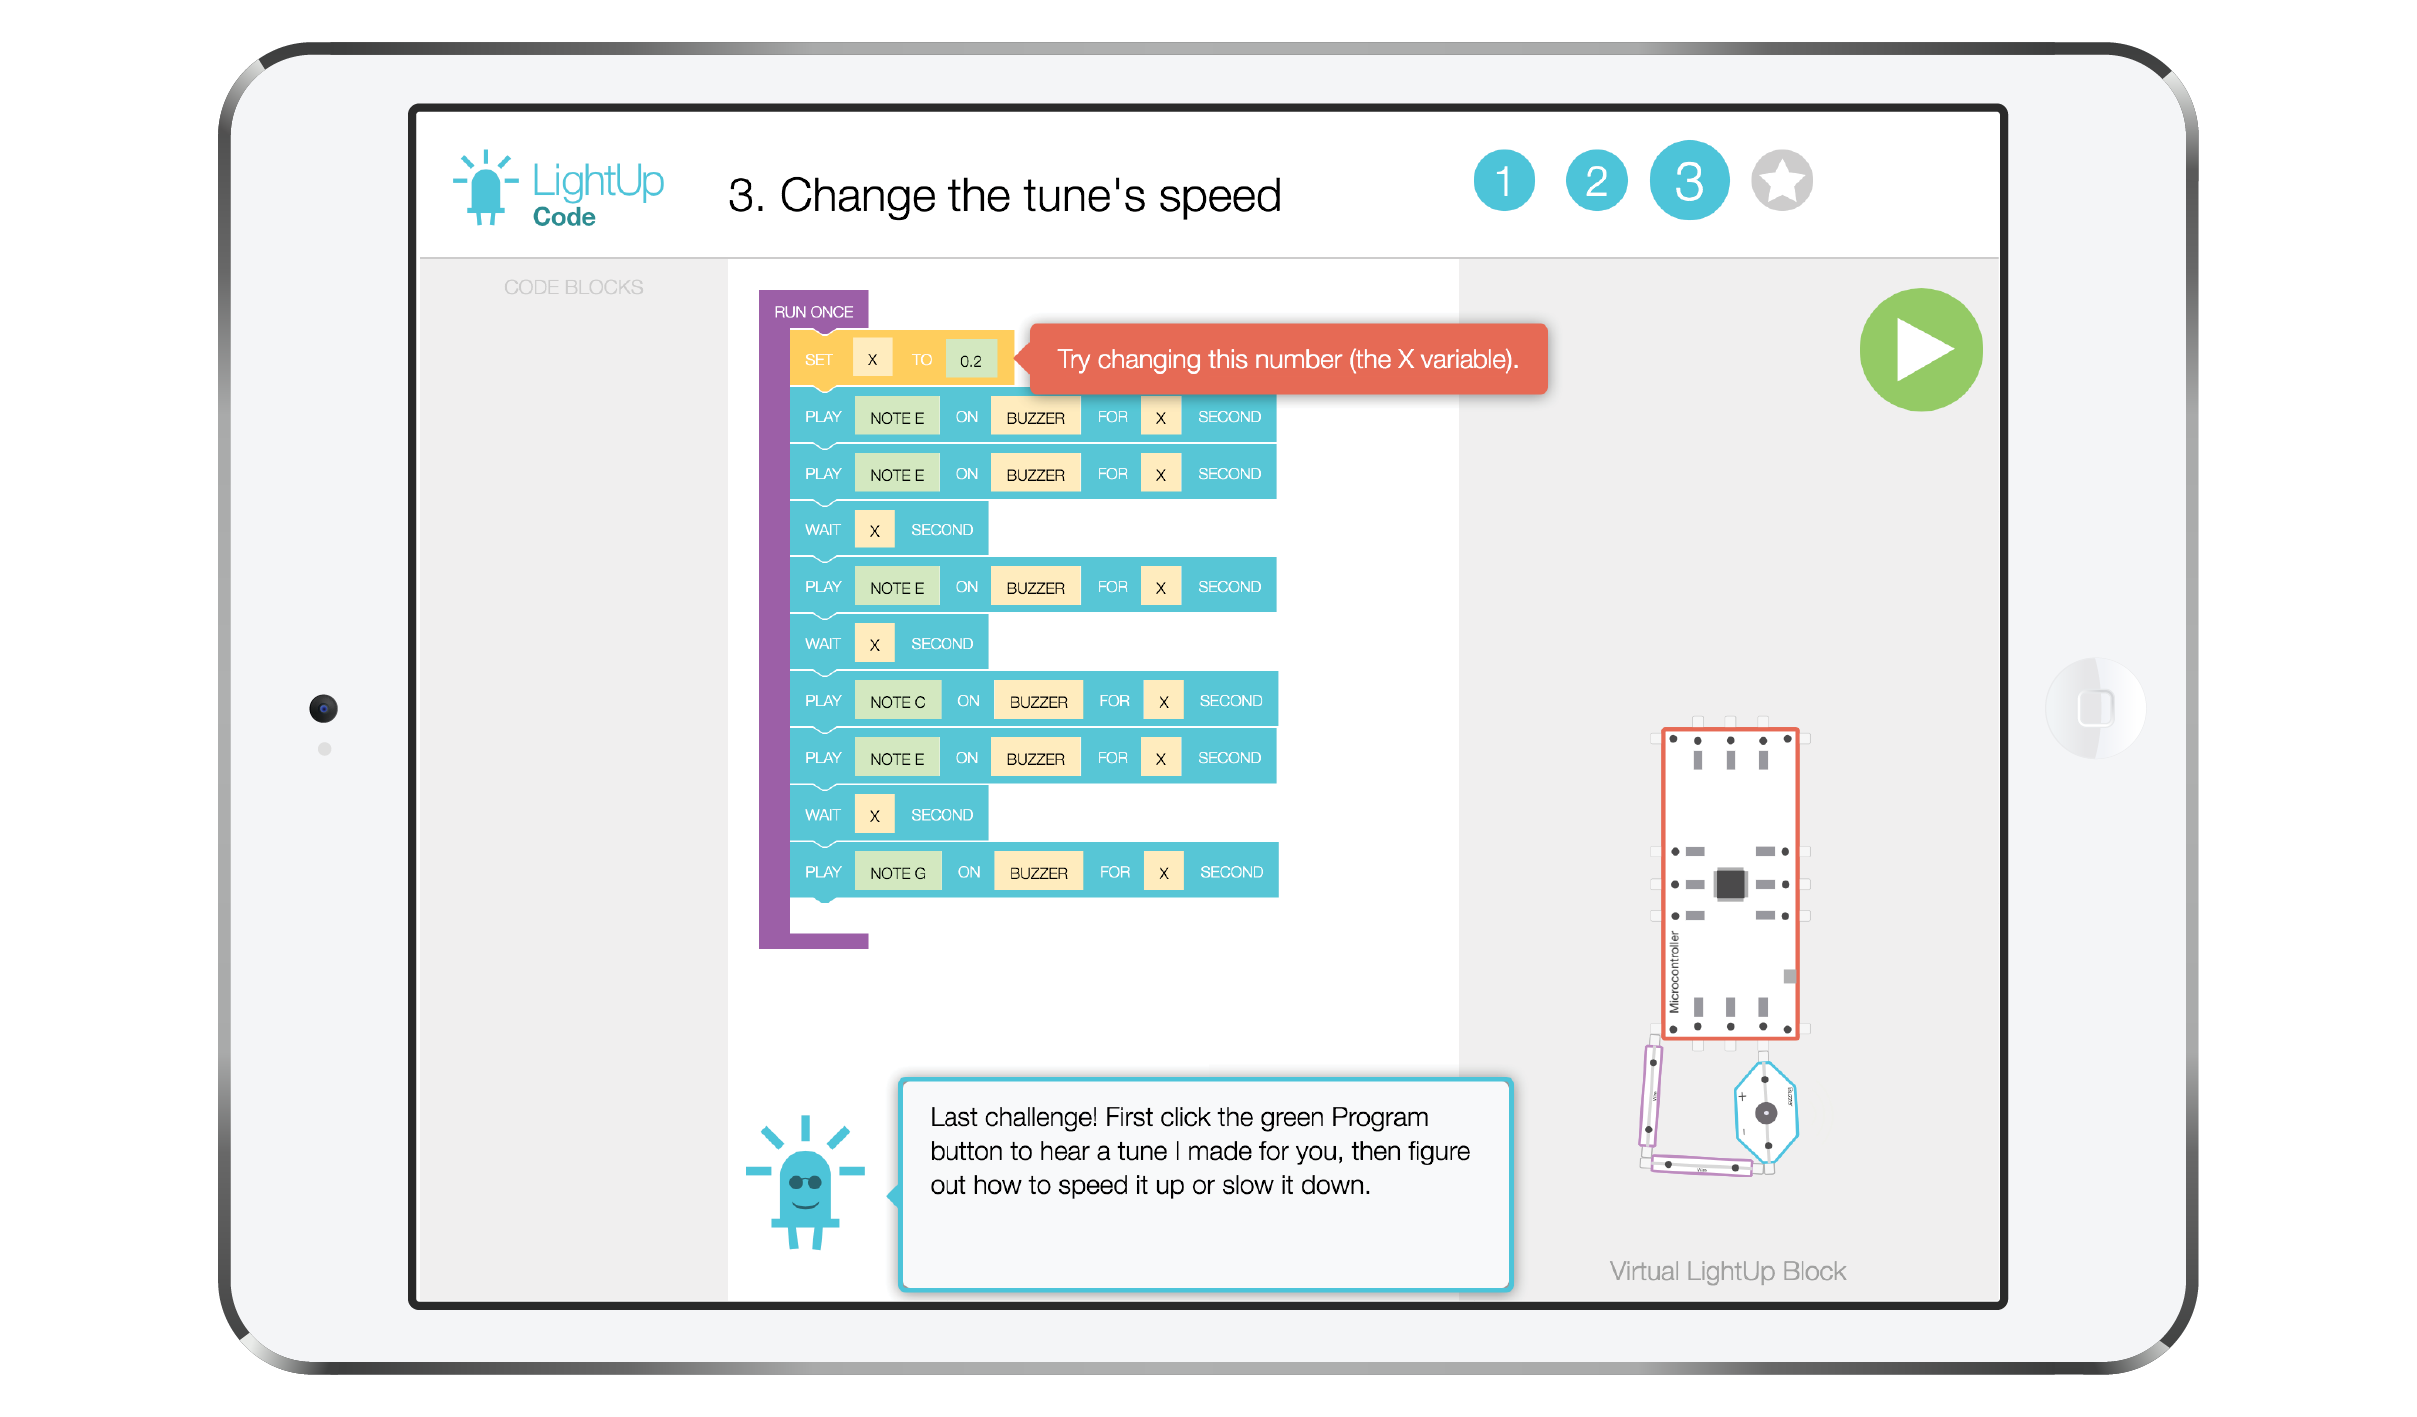 LightUp
Code
3. Change the tune's speed
1 2 3
CODE BLOCKS
RUN ONCE
SET X TO 0.2
Try changing this number (the X variable).
PLAY NOTE E ON BUZZER FOR X SECOND
PLAY NOTE E ON BUZZER FOR X SECOND
WAIT X SECOND
PLAY NOTE E ON BUZZER FOR X SECOND
WAIT X SECOND
PLAY NOTE C ON BUZZER FOR X SECOND
PLAY NOTE E ON BUZZER FOR X SECOND
WAIT X SECOND
PLAY NOTE G ON BUZZER FOR X SECOND
Microcontroller
Wire
+
Buzzer
-
Wire
Last challenge! First click the green Program
button to hear a tune I made for you, then figure
out how to speed it up or slow it down.
Virtual LightUp Block